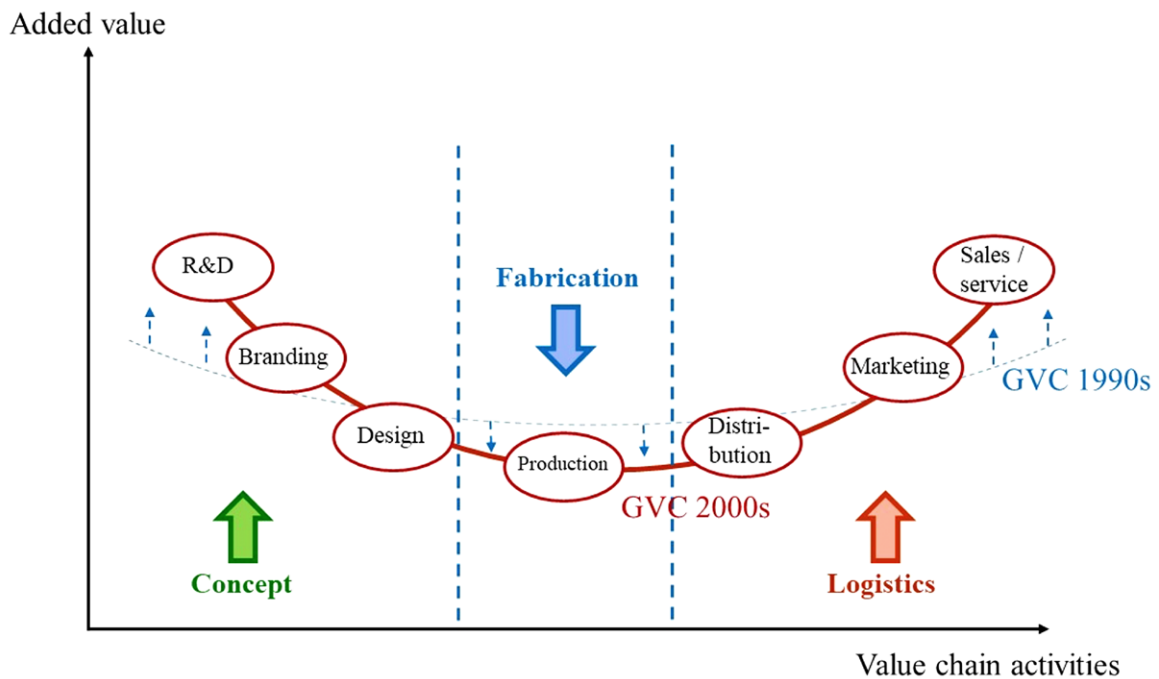 Added value
R&D
Branding
Design
Fabrication
Production
Distri-
bution
Marketing
Sales /
service
GVC 1990s
GVC 2000s
Concept
Logistics
Value chain activities